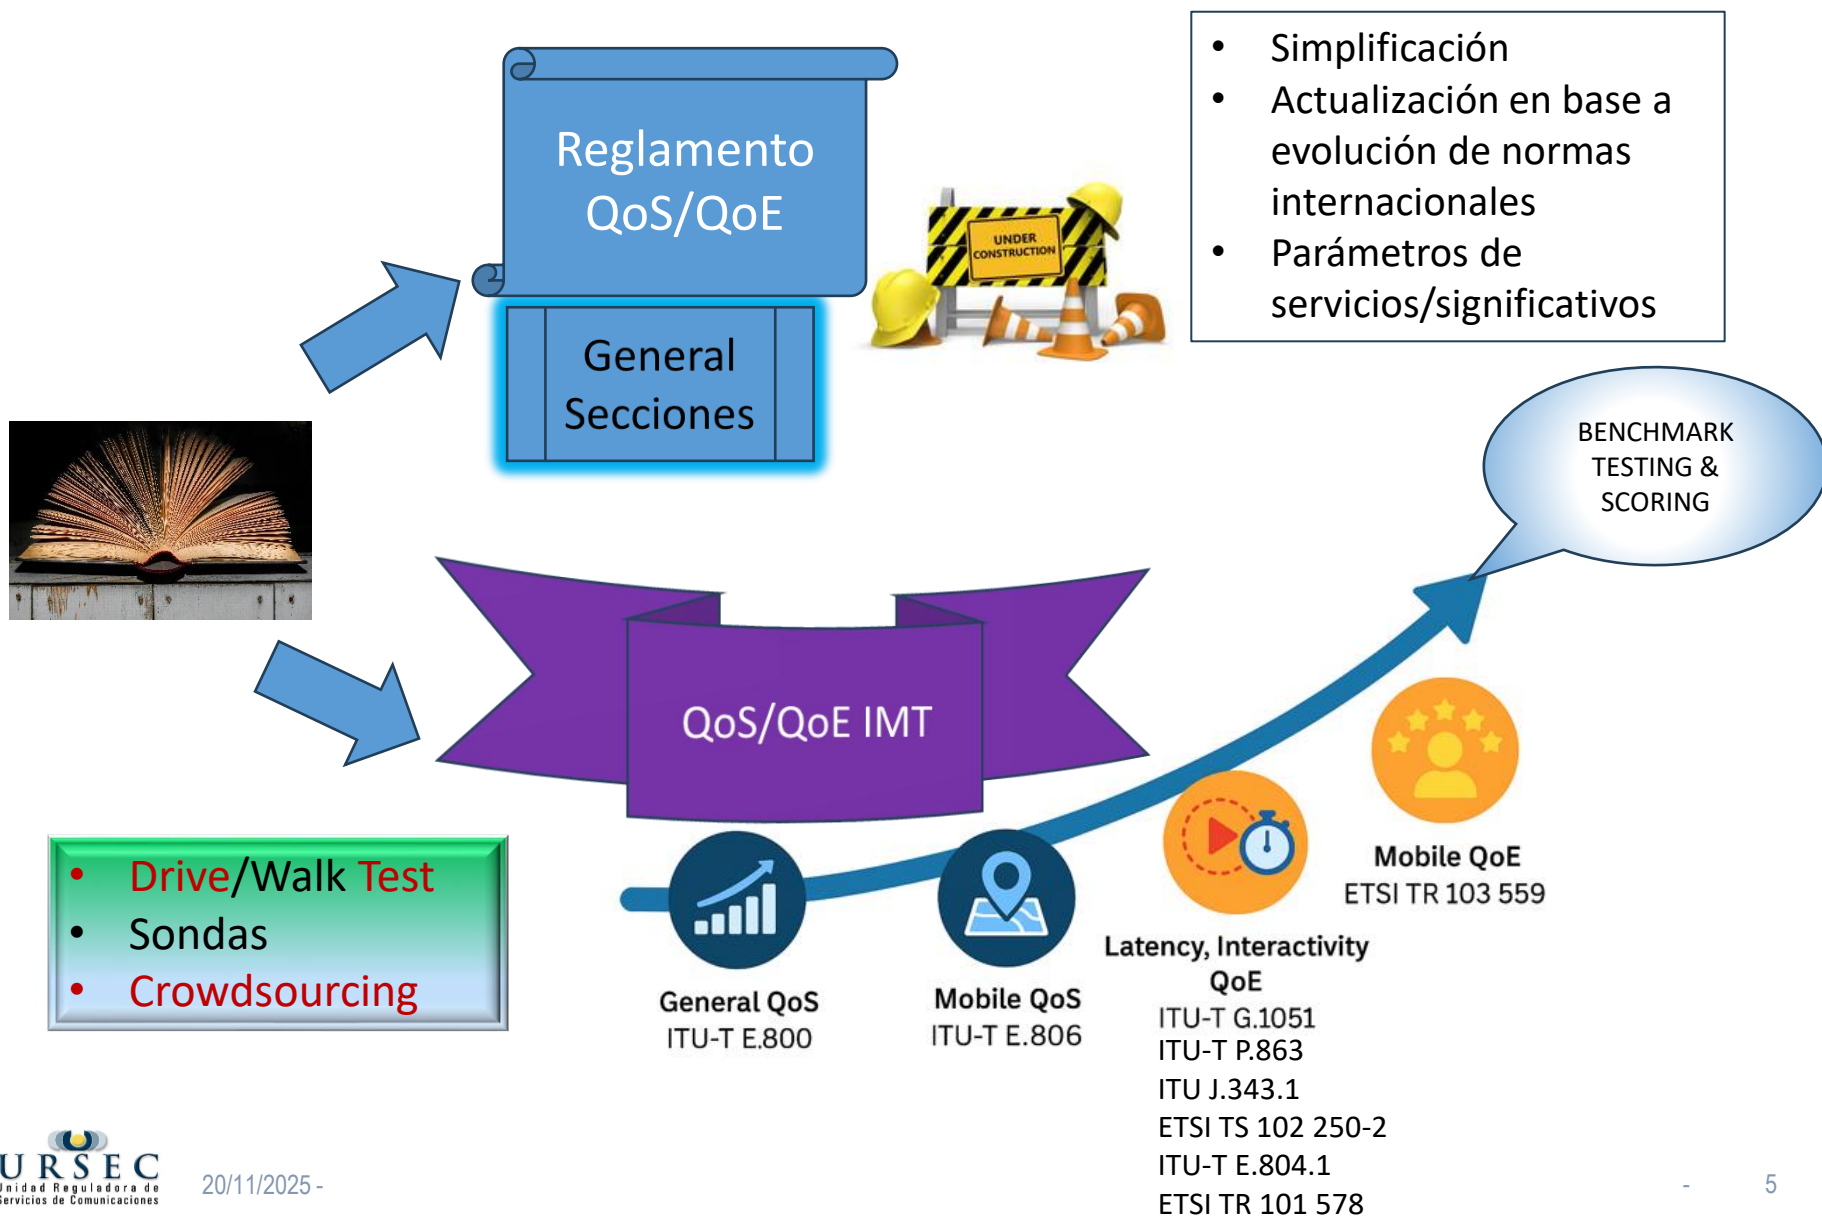 Reglamento
QoS/QoE
General
Secciones
UNDER
CONSTRUCTION
• Simplificación
• Actualización en base a
evolución de normas
internacionales
• Parámetros de
servicios/significativos
BENCHMARK
TESTING &
SCORING
QoS/QoE IMT
• Drive/Walk Test
• Sondas
• Crowdsourcing
General QoS
ITU-T E.800
Mobile QoS
ITU-T E.806
Latency, Interactivity
QoE
ITU-T G.1051
ITU-T P.863
ITU J.343.1
ETSI TS 102 250-2
ITU-T E.804.1
ETSI TR 101 578
Mobile QoE
ETSI TR 103 559
URSEC
Unidad Reguladora de
Servicios de Comunicaciones
20/11/2025 -
- 5